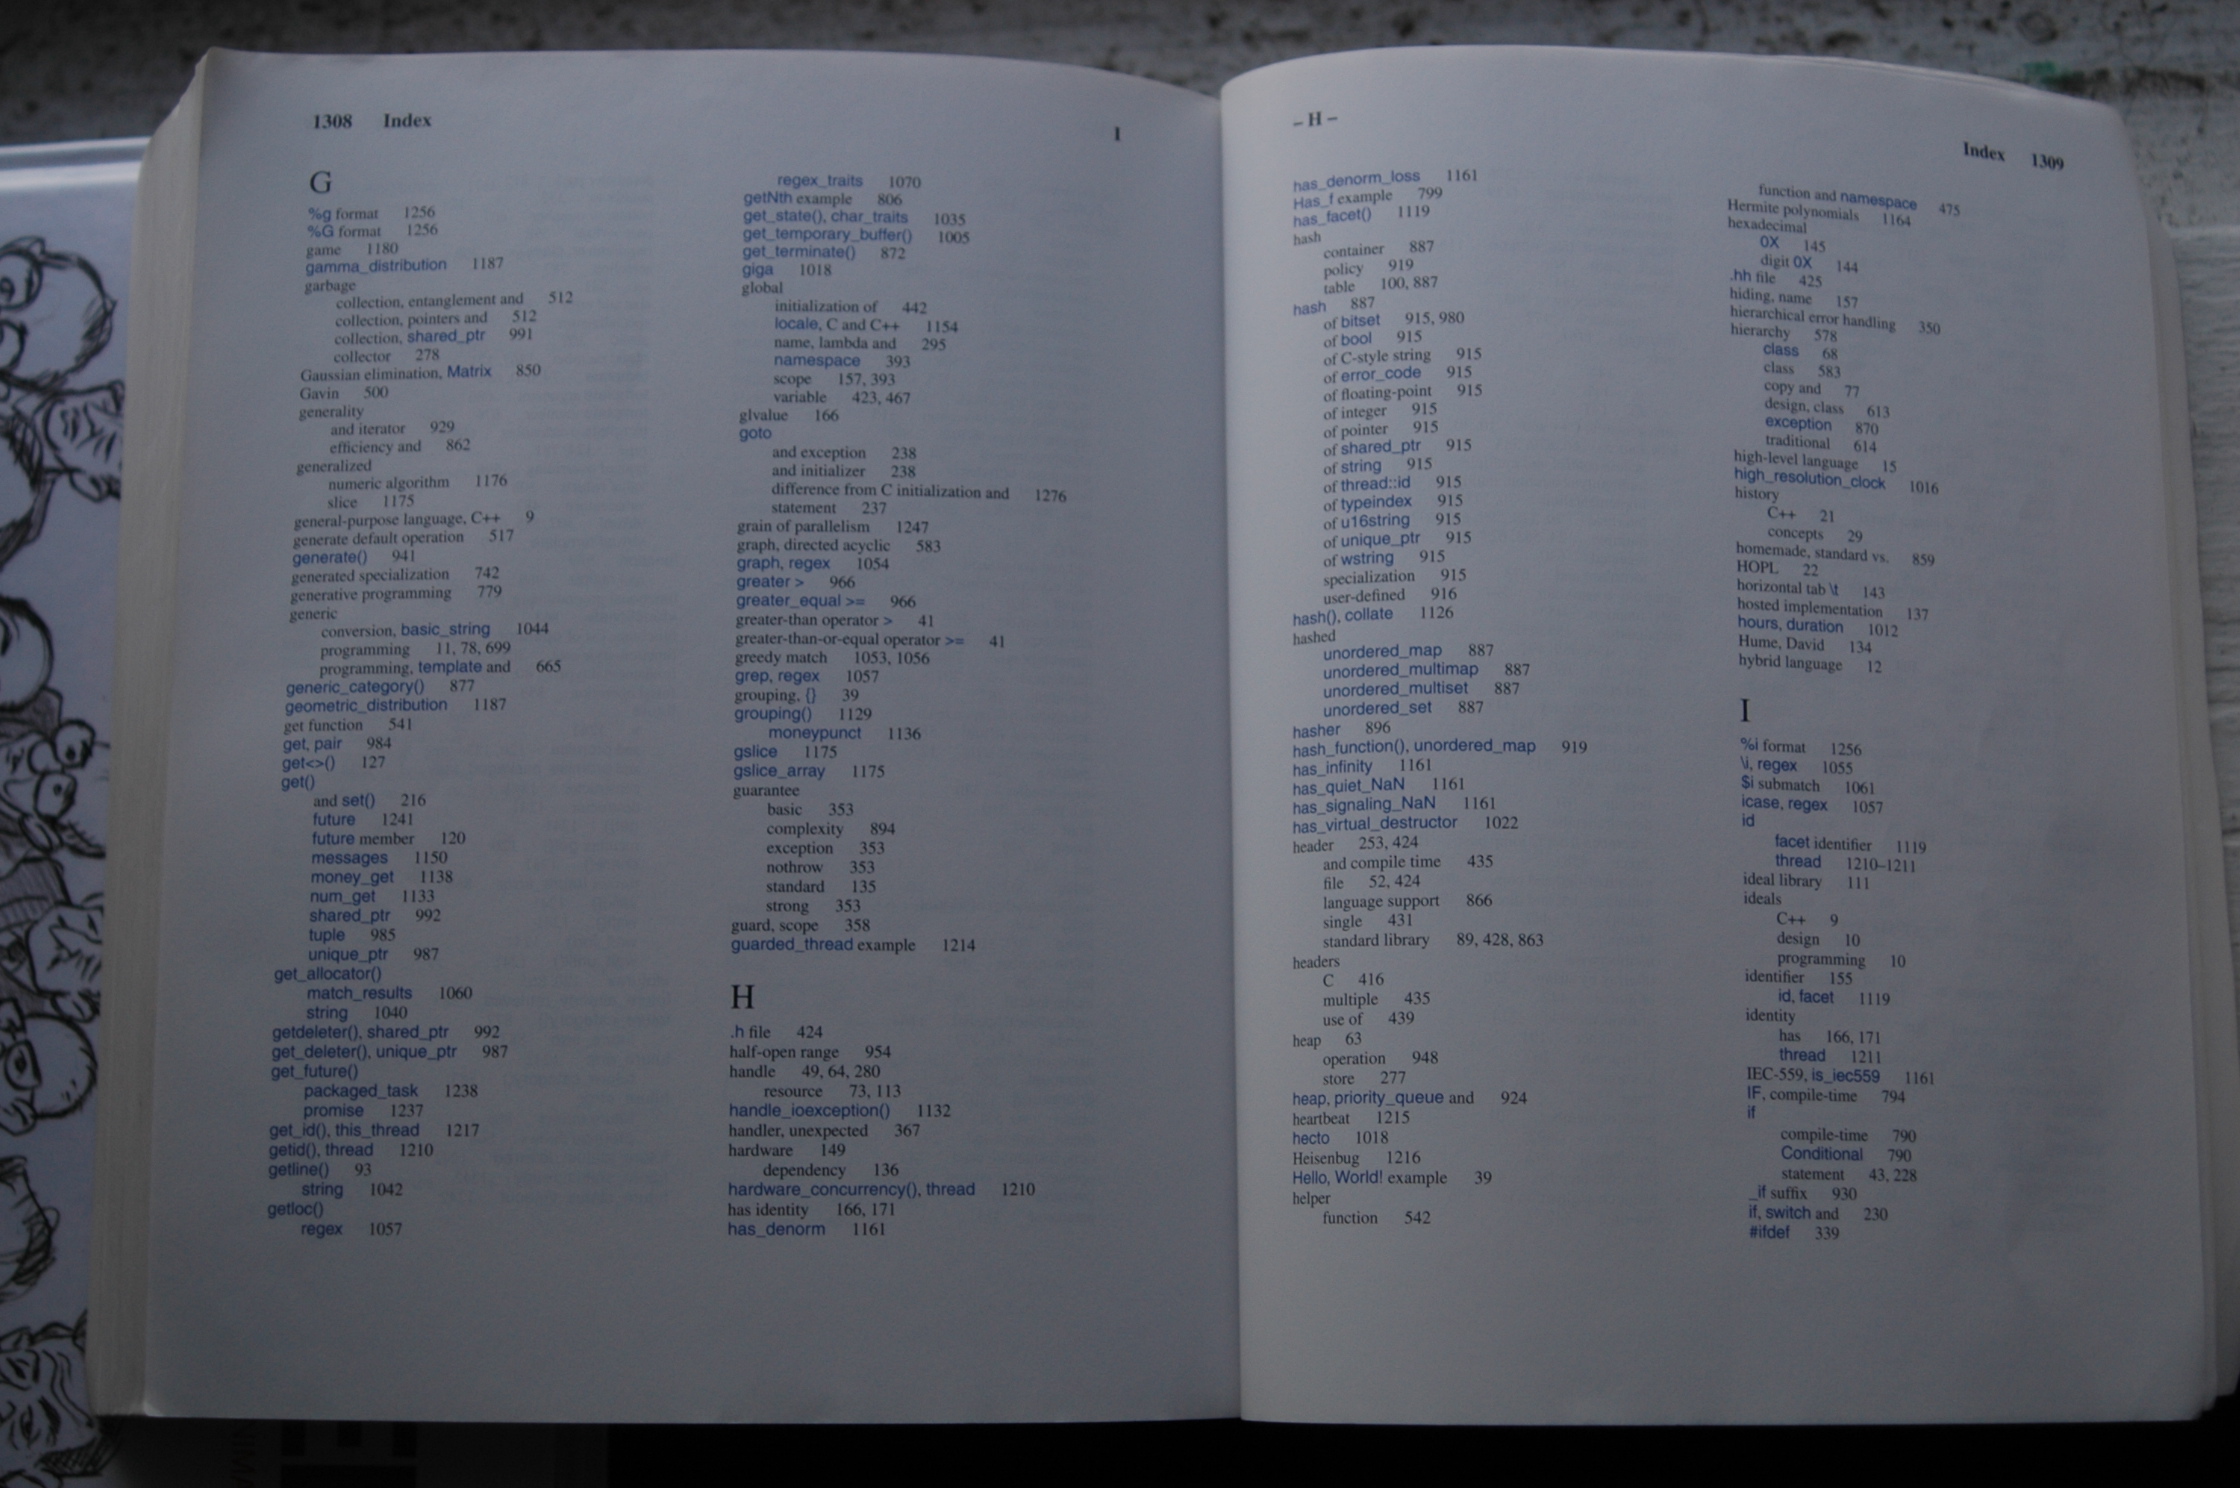 1308 Index
I
G
%g format 1256
%G format 1256
game 1180
gamma_distribution 1187
garbage
collection, entanglement and 512
collection, pointers and 512
collection, shared_ptr 991
collector 278
Gaussian elimination, Matrix 850
Gavin 500
generality
and iterator 929
efficiency and 862
generalized
numeric algorithm 1176
slice 1175
general-purpose language, C++ 9
generate default operation 517
generate() 941
generated specialization 742
generative programming 779
generic
conversion, basic_string 1044
programming 11, 78, 699
programming, template and 665
generic_category() 877
geometric_distribution 1187
get function 541
get, pair 984
get<>() 127
get()
and set() 216
future 1241
future member 120
messages 1150
money_get 1138
num_get 1133
shared_ptr 992
tuple 985
unique_ptr 987
get_allocator()
match_results 1060
string 1040
getdeleter(), shared_ptr 992
get_deleter(), unique_ptr 987
get_future()
packaged_task 1238
promise 1237
get_id(), this_thread 1217
getid(), thread 1210
getline() 93
string 1042
getloc()
regex 1057
regex_traits 1070
getNth example 806
get_state(), char_traits 1035
get_temporary_buffer() 1005
get_terminate() 872
giga 1018
global
initialization of 442
locale, C and C++ 1154
name, lambda and 295
namespace 393
scope 157, 393
variable 423, 467
glvalue 166
goto
and exception 238
and initializer 238
difference from C initialization and 1276
statement 237
grain of parallelism 1247
graph, directed acyclic 583
graph, regex 1054
greater > 966
greater_equal >= 966
greater-than operator > 41
greater-than-or-equal operator >= 41
greedy match 1053, 1056
grep, regex 1057
grouping, {} 39
grouping() 1129
moneypunct 1136
gslice 1175
gslice_array 1175
guarantee
basic 353
complexity 894
exception 353
nothrow 353
standard 135
strong 353
guard, scope 358
guarded_thread example 1214
H
.h file 424
half-open range 954
handle 49, 64, 280
resource 73, 113
handle_ioexception() 1132
handler, unexpected 367
hardware 149
dependency 136
hardware_concurrency(), thread 1210
has identity 166, 171
has_denorm 1161
– H –
Index 1309
has_denorm_loss 1161
Has_f example 799
has_facet() 1119
hash
container 887
policy 919
table 100, 887
hash 887
of bitset 915, 980
of bool 915
of C-style string 915
of error_code 915
of floating-point 915
of integer 915
of pointer 915
of shared_ptr 915
of string 915
of thread::id 915
of typeindex 915
of u16string 915
of unique_ptr 915
of wstring 915
specialization 915
user-defined 916
hash(), collate 1126
hashed
unordered_map 887
unordered_multimap 887
unordered_multiset 887
unordered_set 887
hasher 896
hash_function(), unordered_map 919
has_infinity 1161
has_quiet_NaN 1161
has_signaling_NaN 1161
has_virtual_destructor 1022
header 253, 424
and compile time 435
file 52, 424
language support 866
single 431
standard library 89, 428, 863
headers
C 416
multiple 435
use of 439
heap 63
operation 948
store 277
heap, priority_queue and 924
heartbeat 1215
hecto 1018
Heisenbug 1216
Hello, World! example 39
helper
function 542
function and namespace 475
Hermite polynomials 1164
hexadecimal
0X 145
digit 0X 144
.hh file 425
hiding, name 157
hierarchical error handling 350
hierarchy 578
class 68
class 583
copy and 77
design, class 613
exception 870
traditional 614
high-level language 15
high_resolution_clock 1016
history
C++ 21
concepts 29
homemade, standard vs. 859
HOPL 22
horizontal tab \t 143
hosted implementation 137
hours, duration 1012
Hume, David 134
hybrid language 12
I
%i format 1256
\i, regex 1055
$i submatch 1061
icase, regex 1057
id
facet identifier 1119
thread 1210–1211
ideal library 111
ideals
C++ 9
design 10
programming 10
identifier 155
id, facet 1119
identity
has 166, 171
thread 1211
IEC-559, is_iec559 1161
IF, compile-time 794
if
compile-time 790
Conditional 790
statement 43, 228
_if suffix 930
if, switch and 230
#ifdef 339